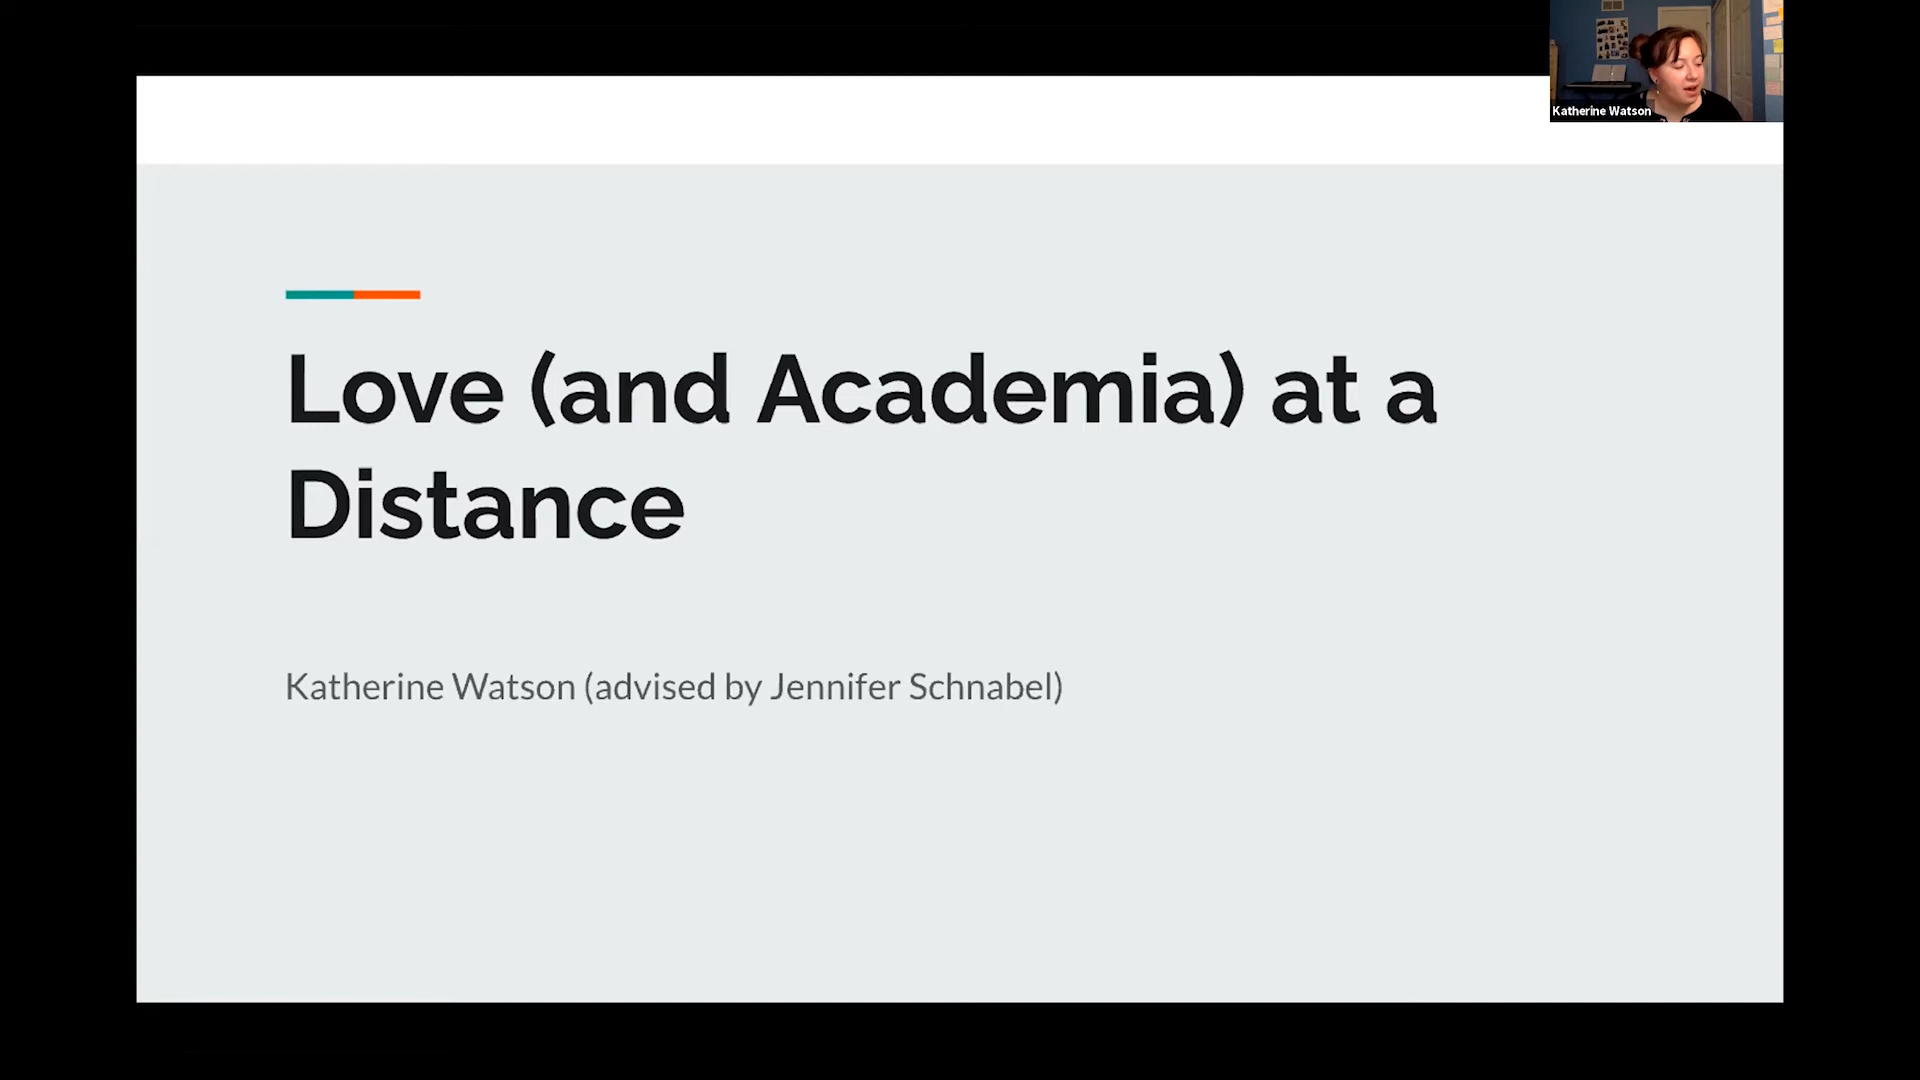 Katherine Watson
Love (and Academia) at a
Distance
Katherine Watson (advised by Jennifer Schnabel)